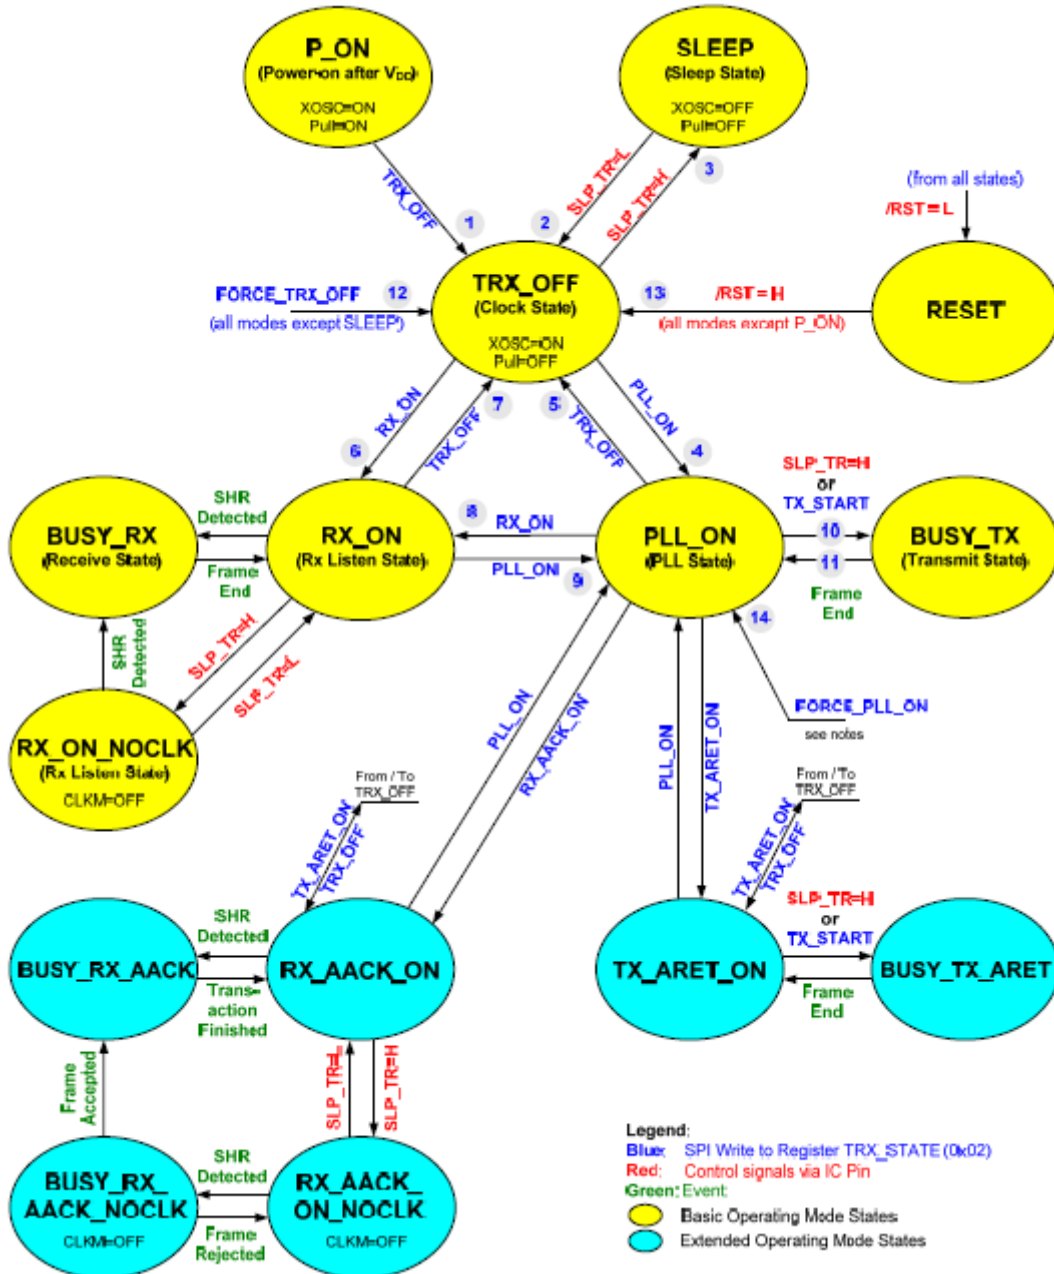 P_ON
(Power-on after VDD)
XOSC=ON
Pull=ON
SLEEP
(Sleep State)
XOSC=OFF
Pull=OFF
TRX_OFF
1
2
SLP_TR=L
SLP_TR=H
3
(from all states)
/RST = L
FORCE_TRX_OFF
12
(all modes except SLEEP)
TRX_OFF
(Clock State)
XOSC=ON
Pull=OFF
13
/RST = H
(all modes except P_ON)
RESET
RX_ON
6
7
TRX_OFF
5
TRX_OFF
PLL_ON
4
SHR
Detected
BUSY_RX
(Receive State)
Frame
End
RX_ON
(Rx Listen State)
8
RX_ON
PLL_ON
9
PLL_ON
(PLL State)
SLP_TR=H
or
TX_START
10
11
Frame
End
BUSY_TX
(Transmit State)
14
SHR
Detected
SLP_TR=H
SLP_TR=L
RX_ON_NOCLK
(Rx Listen State)
CLKM=OFF
PLL_ON
RX_AACK_ON
PLL_ON
TX_ARET_ON
FORCE_PLL_ON
see notes
From / To
TRX_OFF
TX_ARET_ON
TRX_OFF
From / To
TRX_OFF
TX_ARET_ON
TRX_OFF
BUSY_RX_AACK
SHR
Detected
Trans-
action
Finished
RX_AACK_ON
TX_ARET_ON
SLP_TR=H
or
TX_START
Frame
End
BUSY_TX_ARET
Frame
Accepted
SLP_TR=L
SLP_TR=H
BUSY_RX_
AACK_NOCLK
CLKM=OFF
SHR
Detected
Frame
Rejected
RX_AACK_
ON_NOCLK
CLKM=OFF
Legend:
Blue: SPI Write to Register TRX_STATE (0x02)
Red: Control signals via IC Pin
Green: Event
Basic Operating Mode States
Extended Operating Mode States